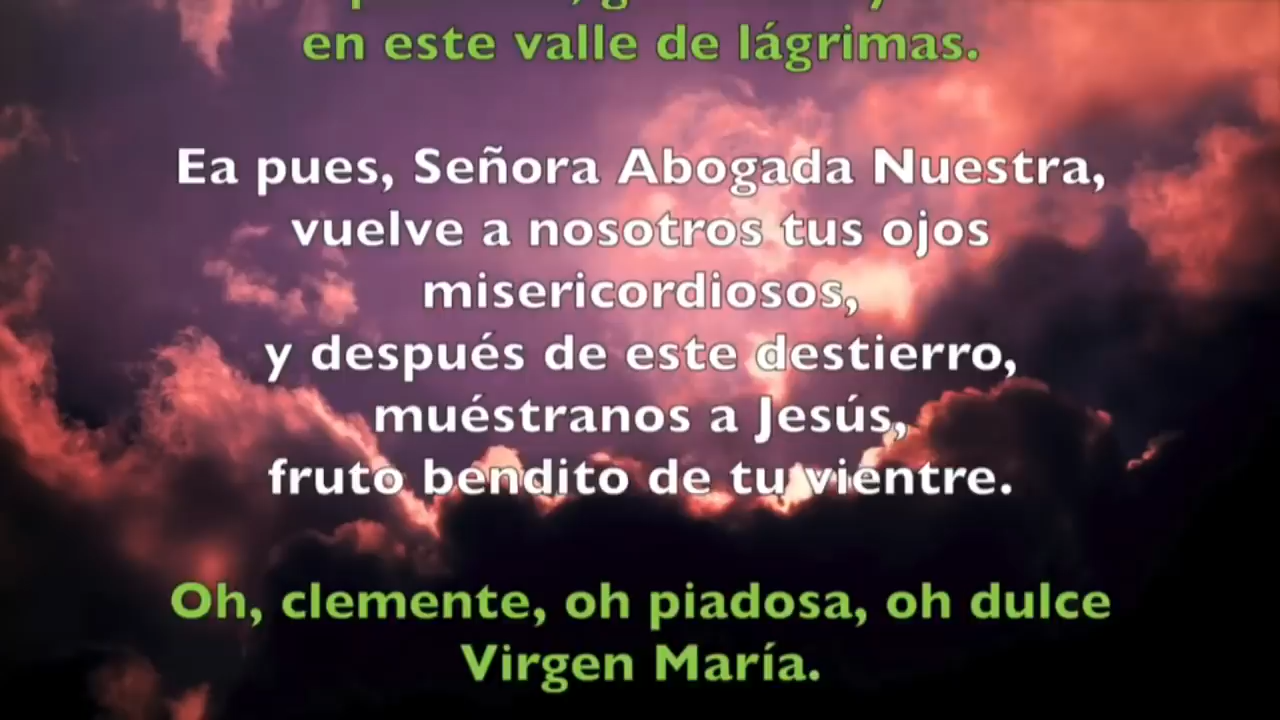 en este valle de lágrimas.
Ea pues, Señora Abogada Nuestra,
vuelve a nosotros tus ojos
misericordiosos,
y después de este destierro,
muéstranos a Jesús,
fruto bendito de tu vientre.
Oh, clemente, oh piadosa, oh dulce
Virgen María.